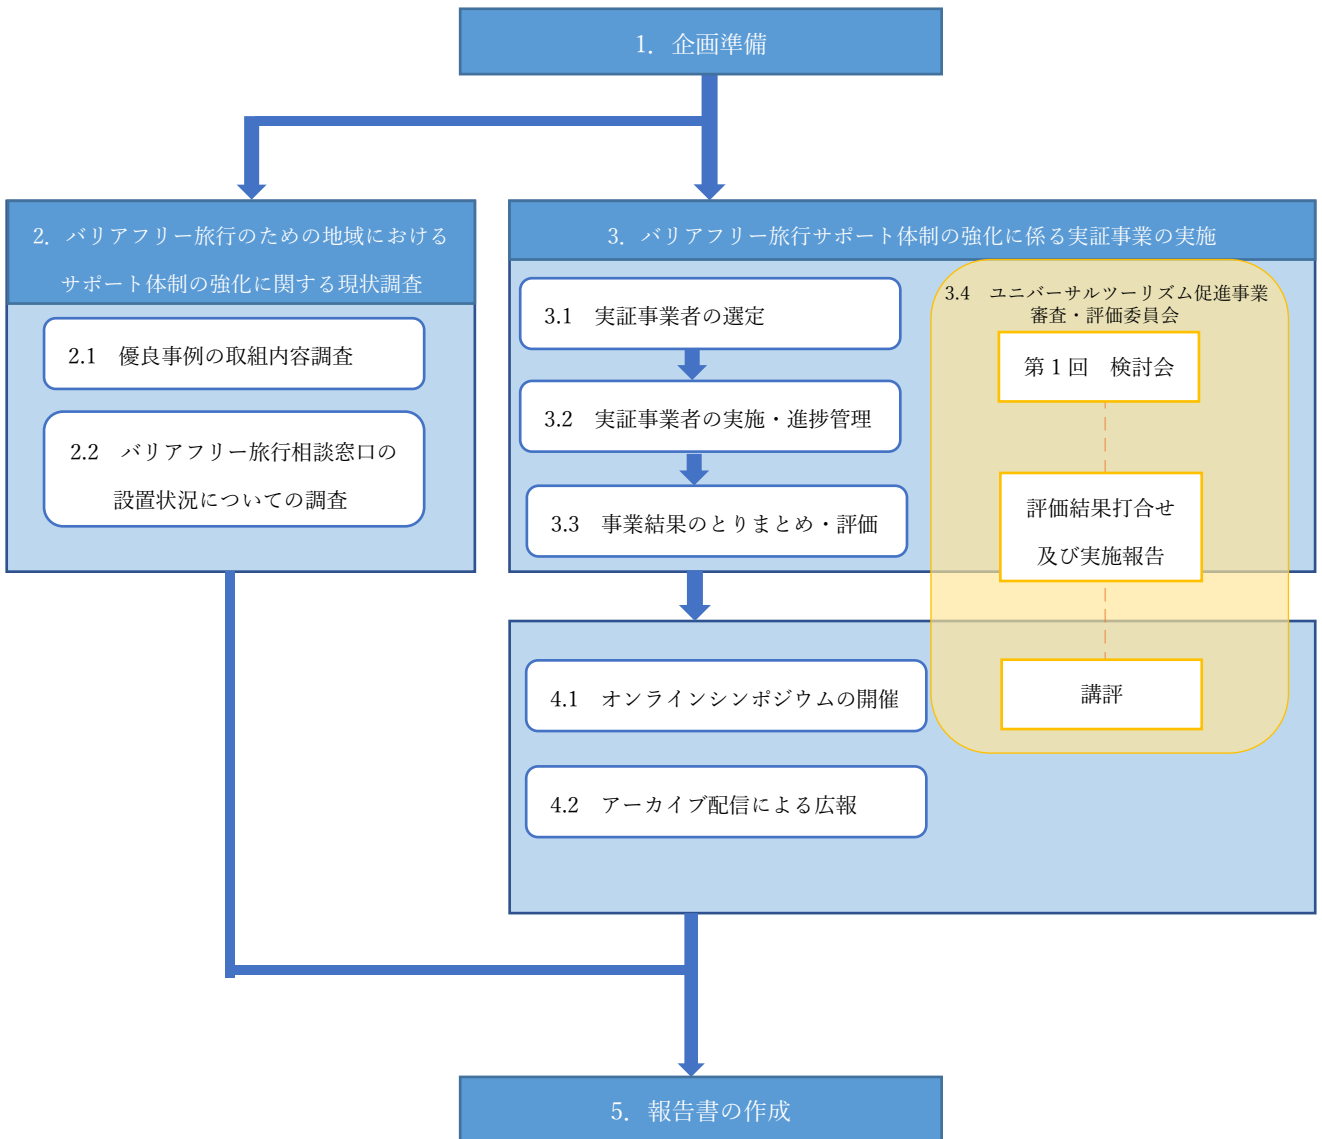 1．企画準備
2．バリアフリー旅行のための地域における
サポート体制の強化に関する現状調査
2.1　優良事例の取組内容調査
2.2　バリアフリー旅行相談窓口の
設置状況についての調査
3．バリアフリー旅行サポート体制の強化に係る実証事業の実施
3.1　実証事業者の選定
3.2　実証事業者の実施・進捗管理
3.3　事業結果のとりまとめ・評価
3.4　ユニバーサルツーリズム促進事業
審査・評価委員会
第1回　検討会
評価結果打合せ
及び実施報告
講評
4.1　オンラインシンポジウムの開催
4.2　アーカイブ配信による広報
5．報告書の作成